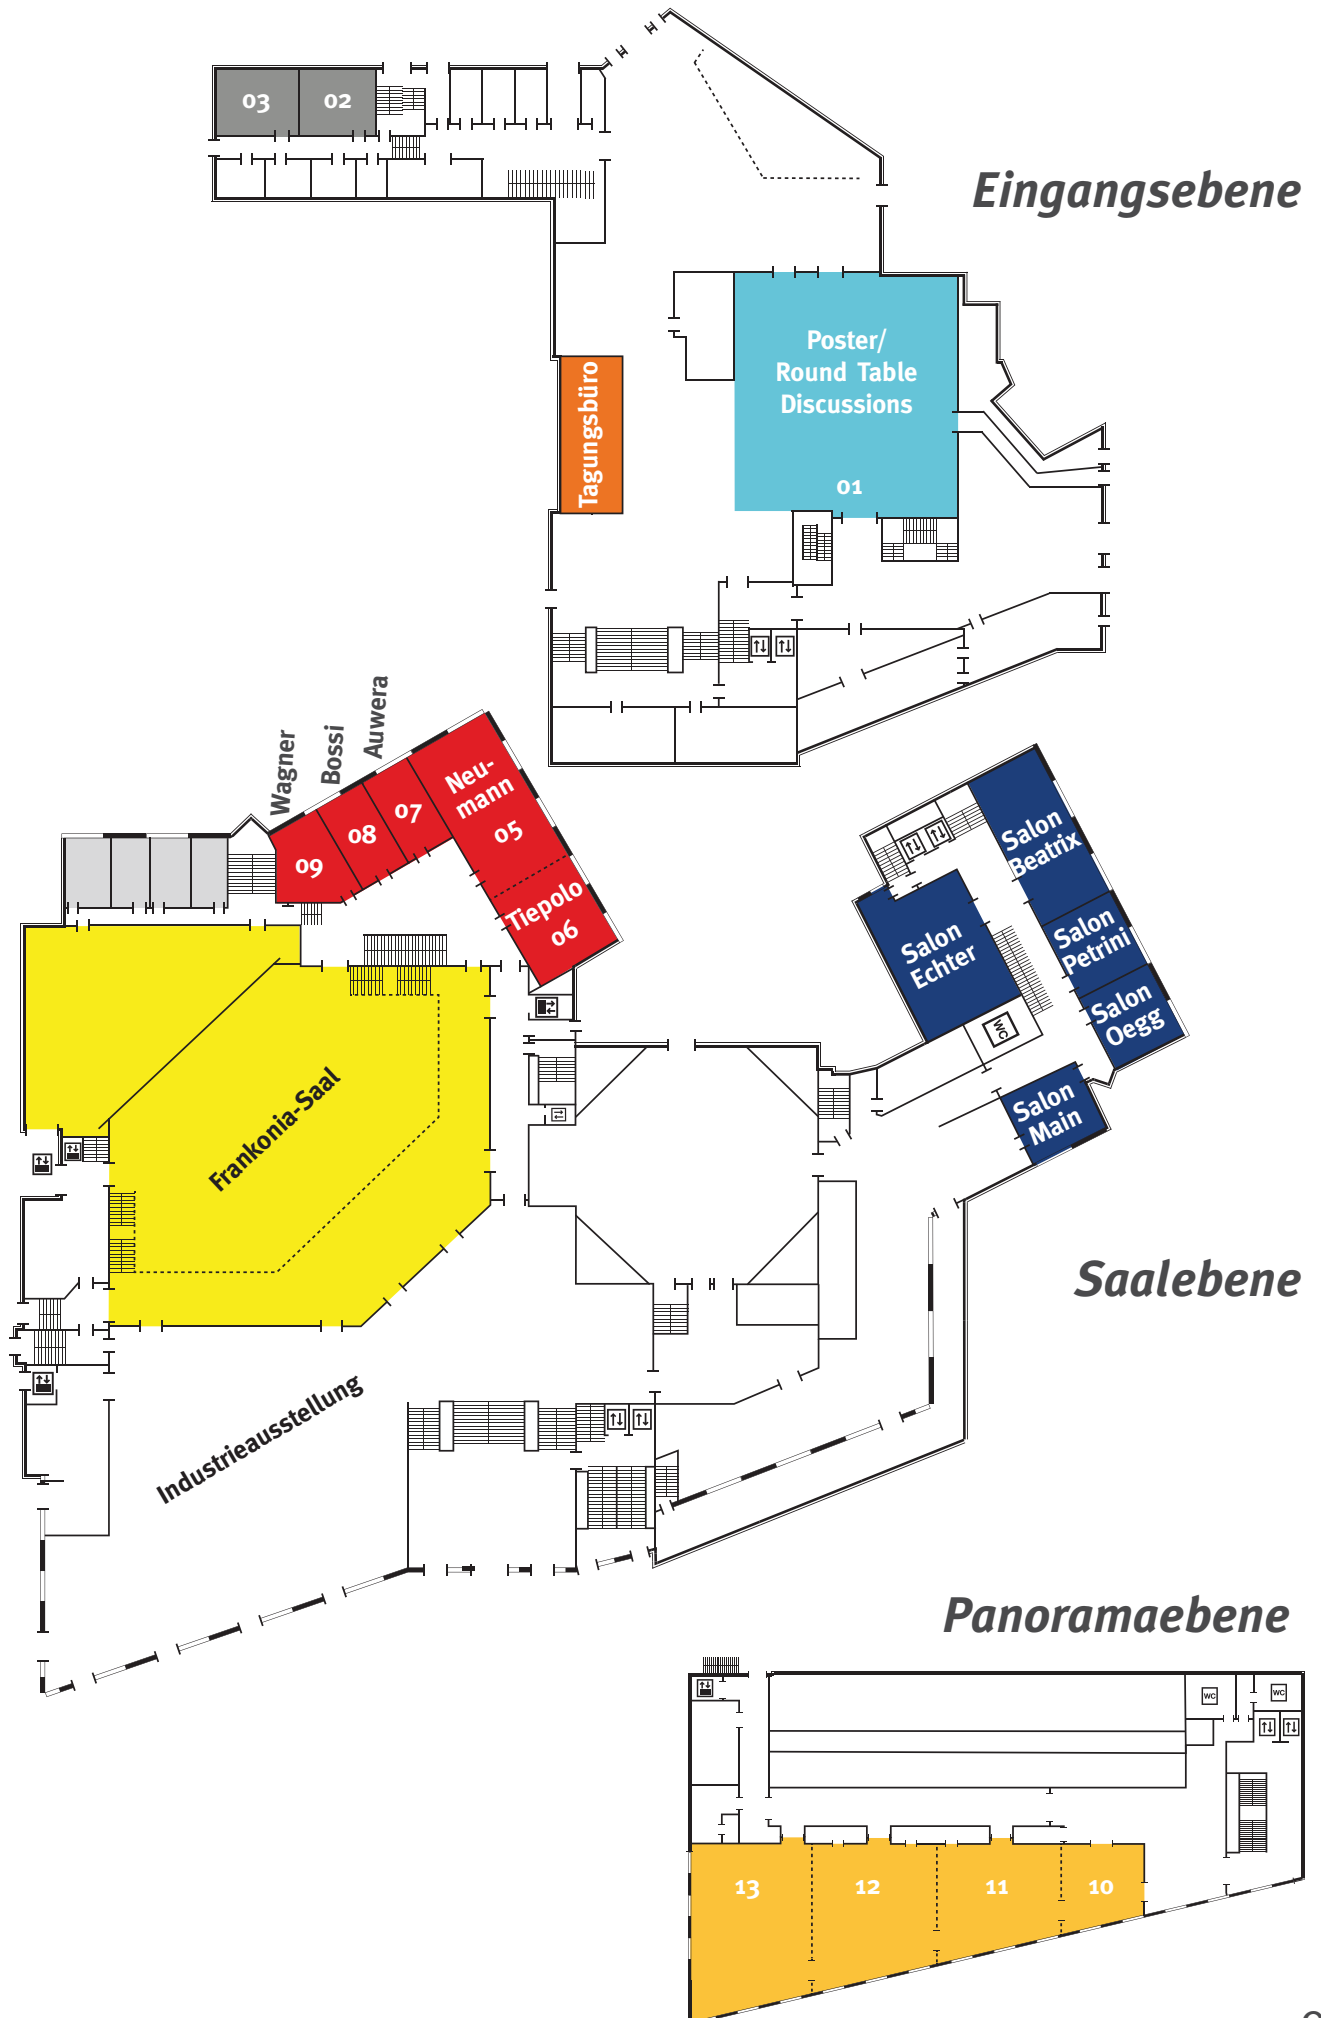 03
02
Eingangsebene
Poster/
Round Table
Discussions
01
Tagungsbüro
Wagner
Bossi
Auwera
Neu-
mann
05
07
08
09
Tiepolo
06
Salon
Beatrix
Salon
Petrini
Salon
Echter
Salon
Oegg
WC
Salon
Main
Frankonia-Saal
Saalebene
Industrieausstellung
Panoramaebene
WC
WC
13
12
11
10